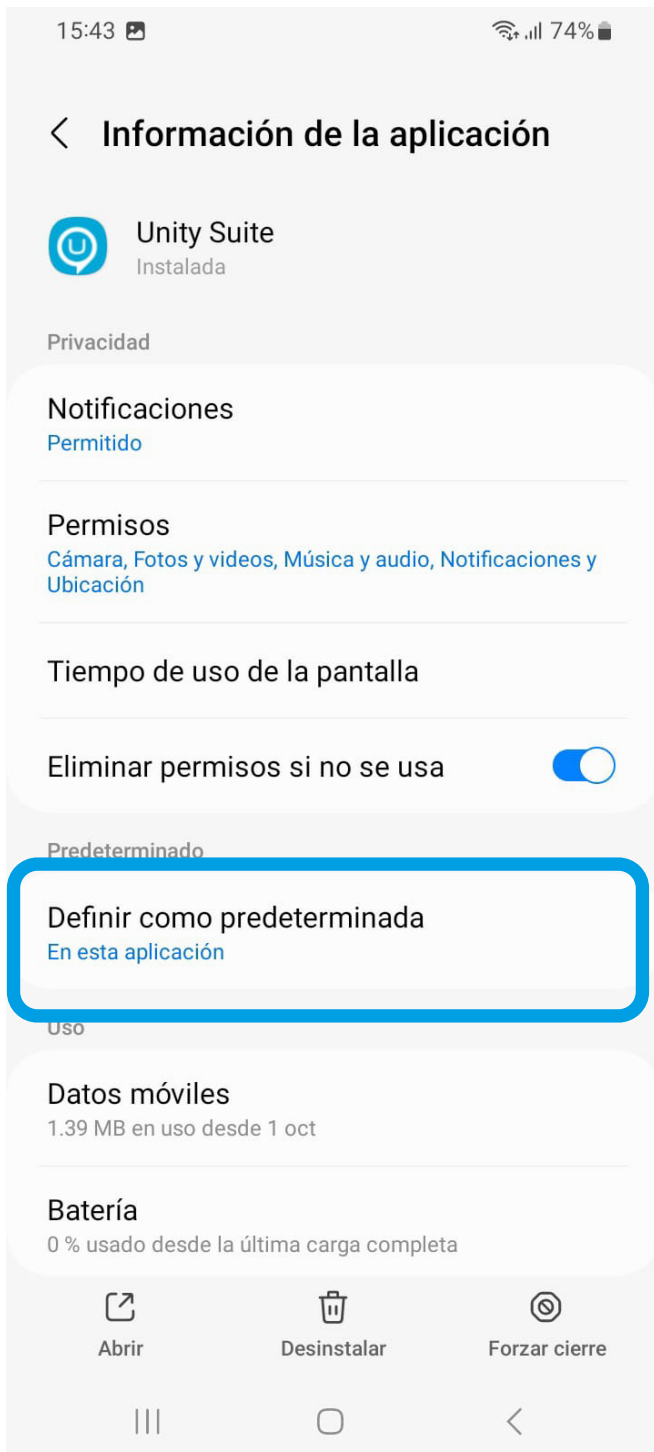 15:43
74%
Información de la aplicación
Unity Suite
Instalada
Privacidad
Notificaciones
Permitido
Permisos
Cámara, Fotos y videos, Música y audio, Notificaciones y
Ubicación
Tiempo de uso de la pantalla
Eliminar permisos si no se usa
Predeterminado
Definir como predeterminada
En esta aplicación
Uso
Datos móviles
1.39 MB en uso desde 1 oct
Batería
0 % usado desde la última carga completa
Abrir
Desinstalar
Forzar cierre